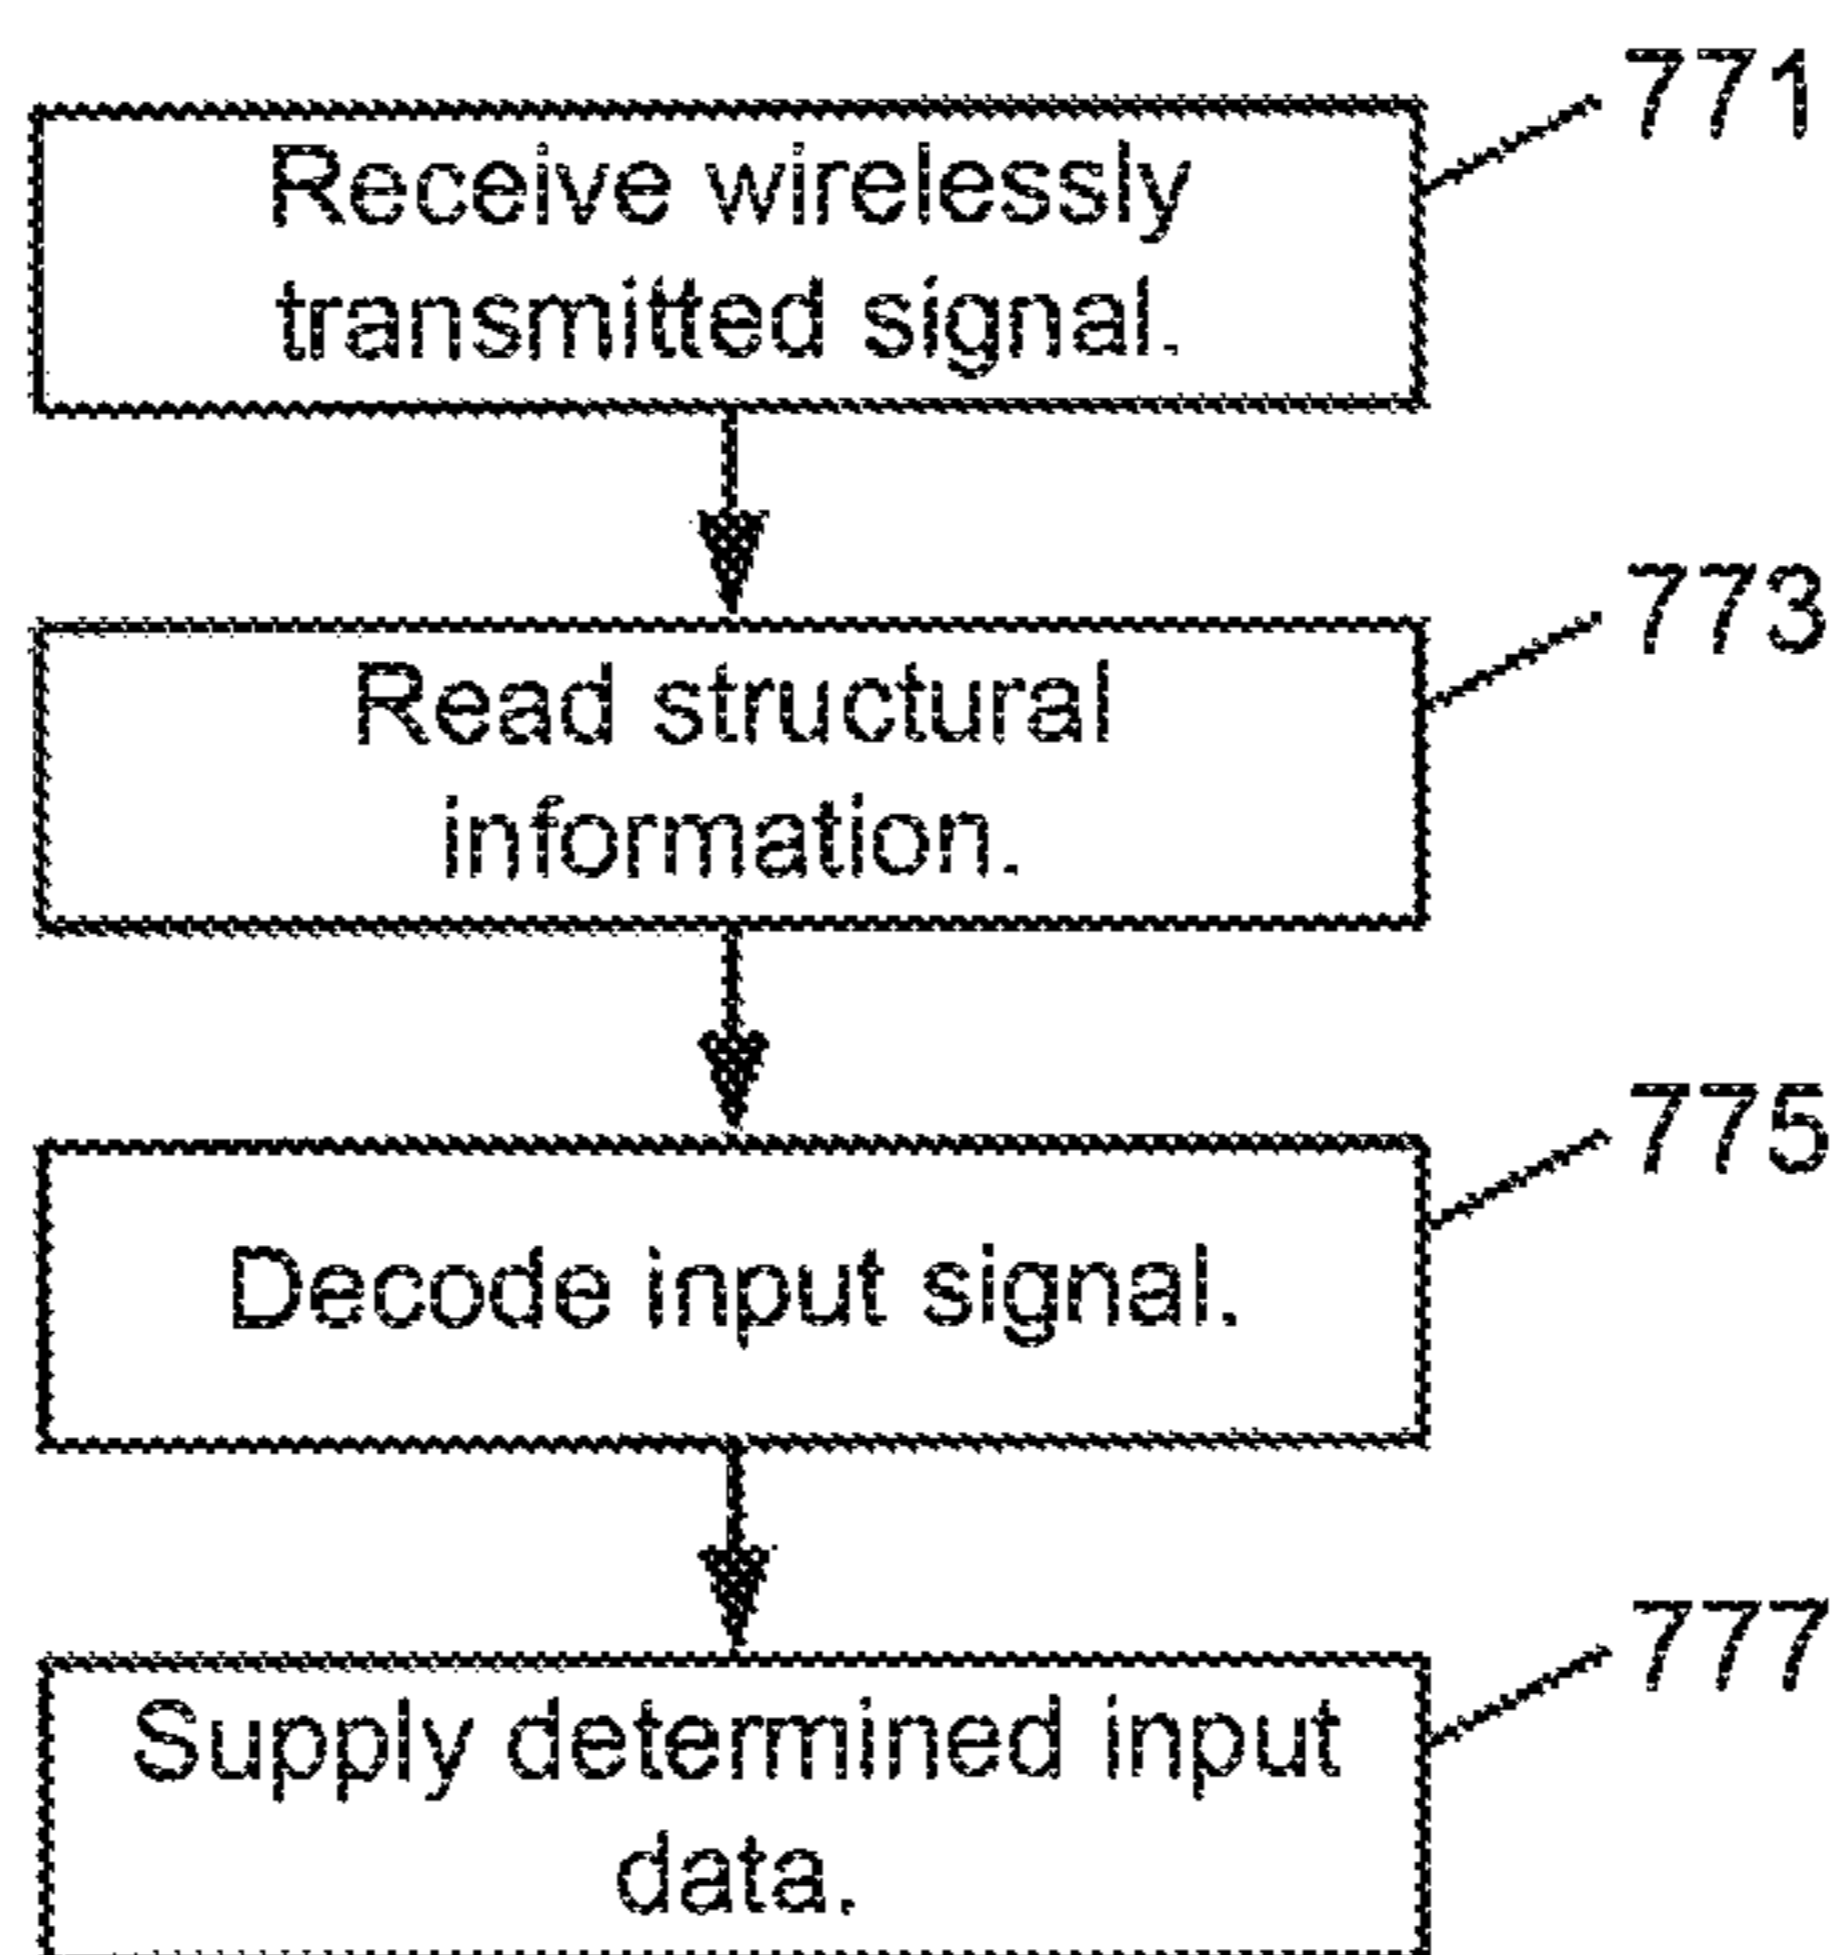 771
Receive wirelessly
transmitted signal.
773
Read structural
information.
775
Decode input signal.
777
Supply determined input
data.